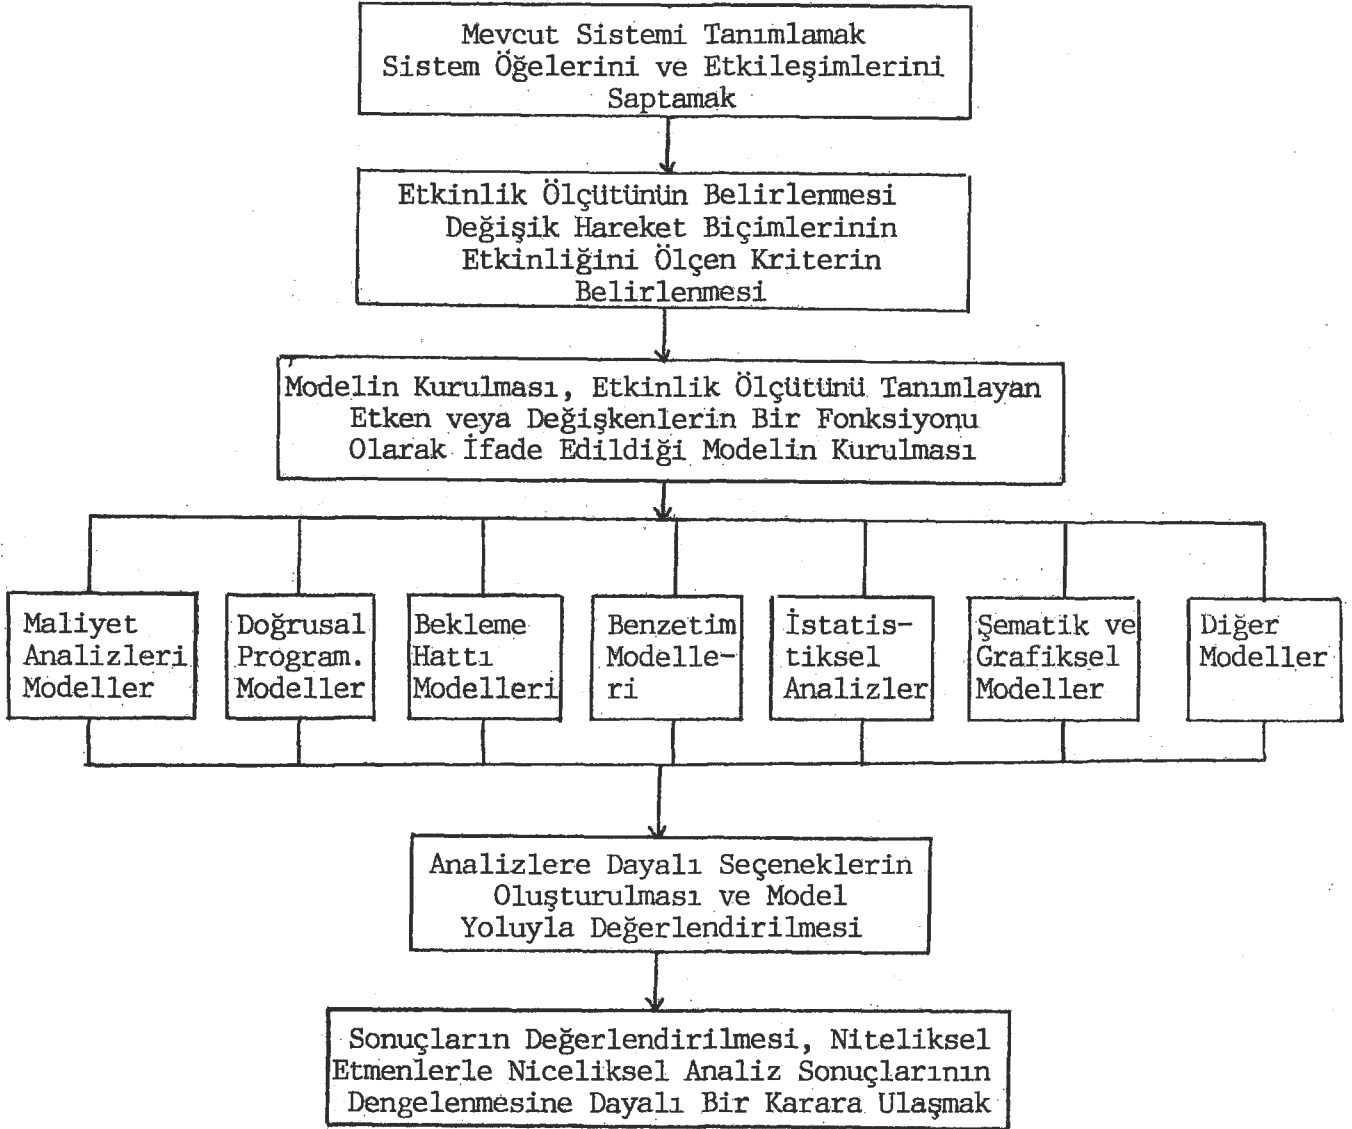 Mevcut Sistemi Tanımlamak
Sistem Öğelerini ve Etkileşimlerini
Saptamak
Etkinlik Ölçütünün Belirlenmesi
Değişik Hareket Biçimlerinin
Etkinliğini Ölçen Kriterin
Belirlenmesi
Modelin Kurulması, Etkinlik Ölçütünü Tanımlayan
Etken veya Değişkenlerin Bir Fonksiyonu
Olarak İfade Edildiği Modelin Kurulması
Maliyet
Analizleri
Modeller
Doğrusal
Program.
Modeller
Bekleme
Hattı
Modelleri
Benzetim
Modelle-
ri
İstatis-
tiksel
Analizler
Şematik ve
Grafiksel
Modeller
Diğer
Modeller
Analizlere Dayalı Seçeneklerin
Oluşturulması ve Model
Yoluyla Değerlendirilmesi
Sonuçların Değerlendirilmesi, Niteliksel
Etmenlerle Niceliksel Analiz Sonuçlarının
Dengelenmesine Dayalı Bir Karara Ulaşmak